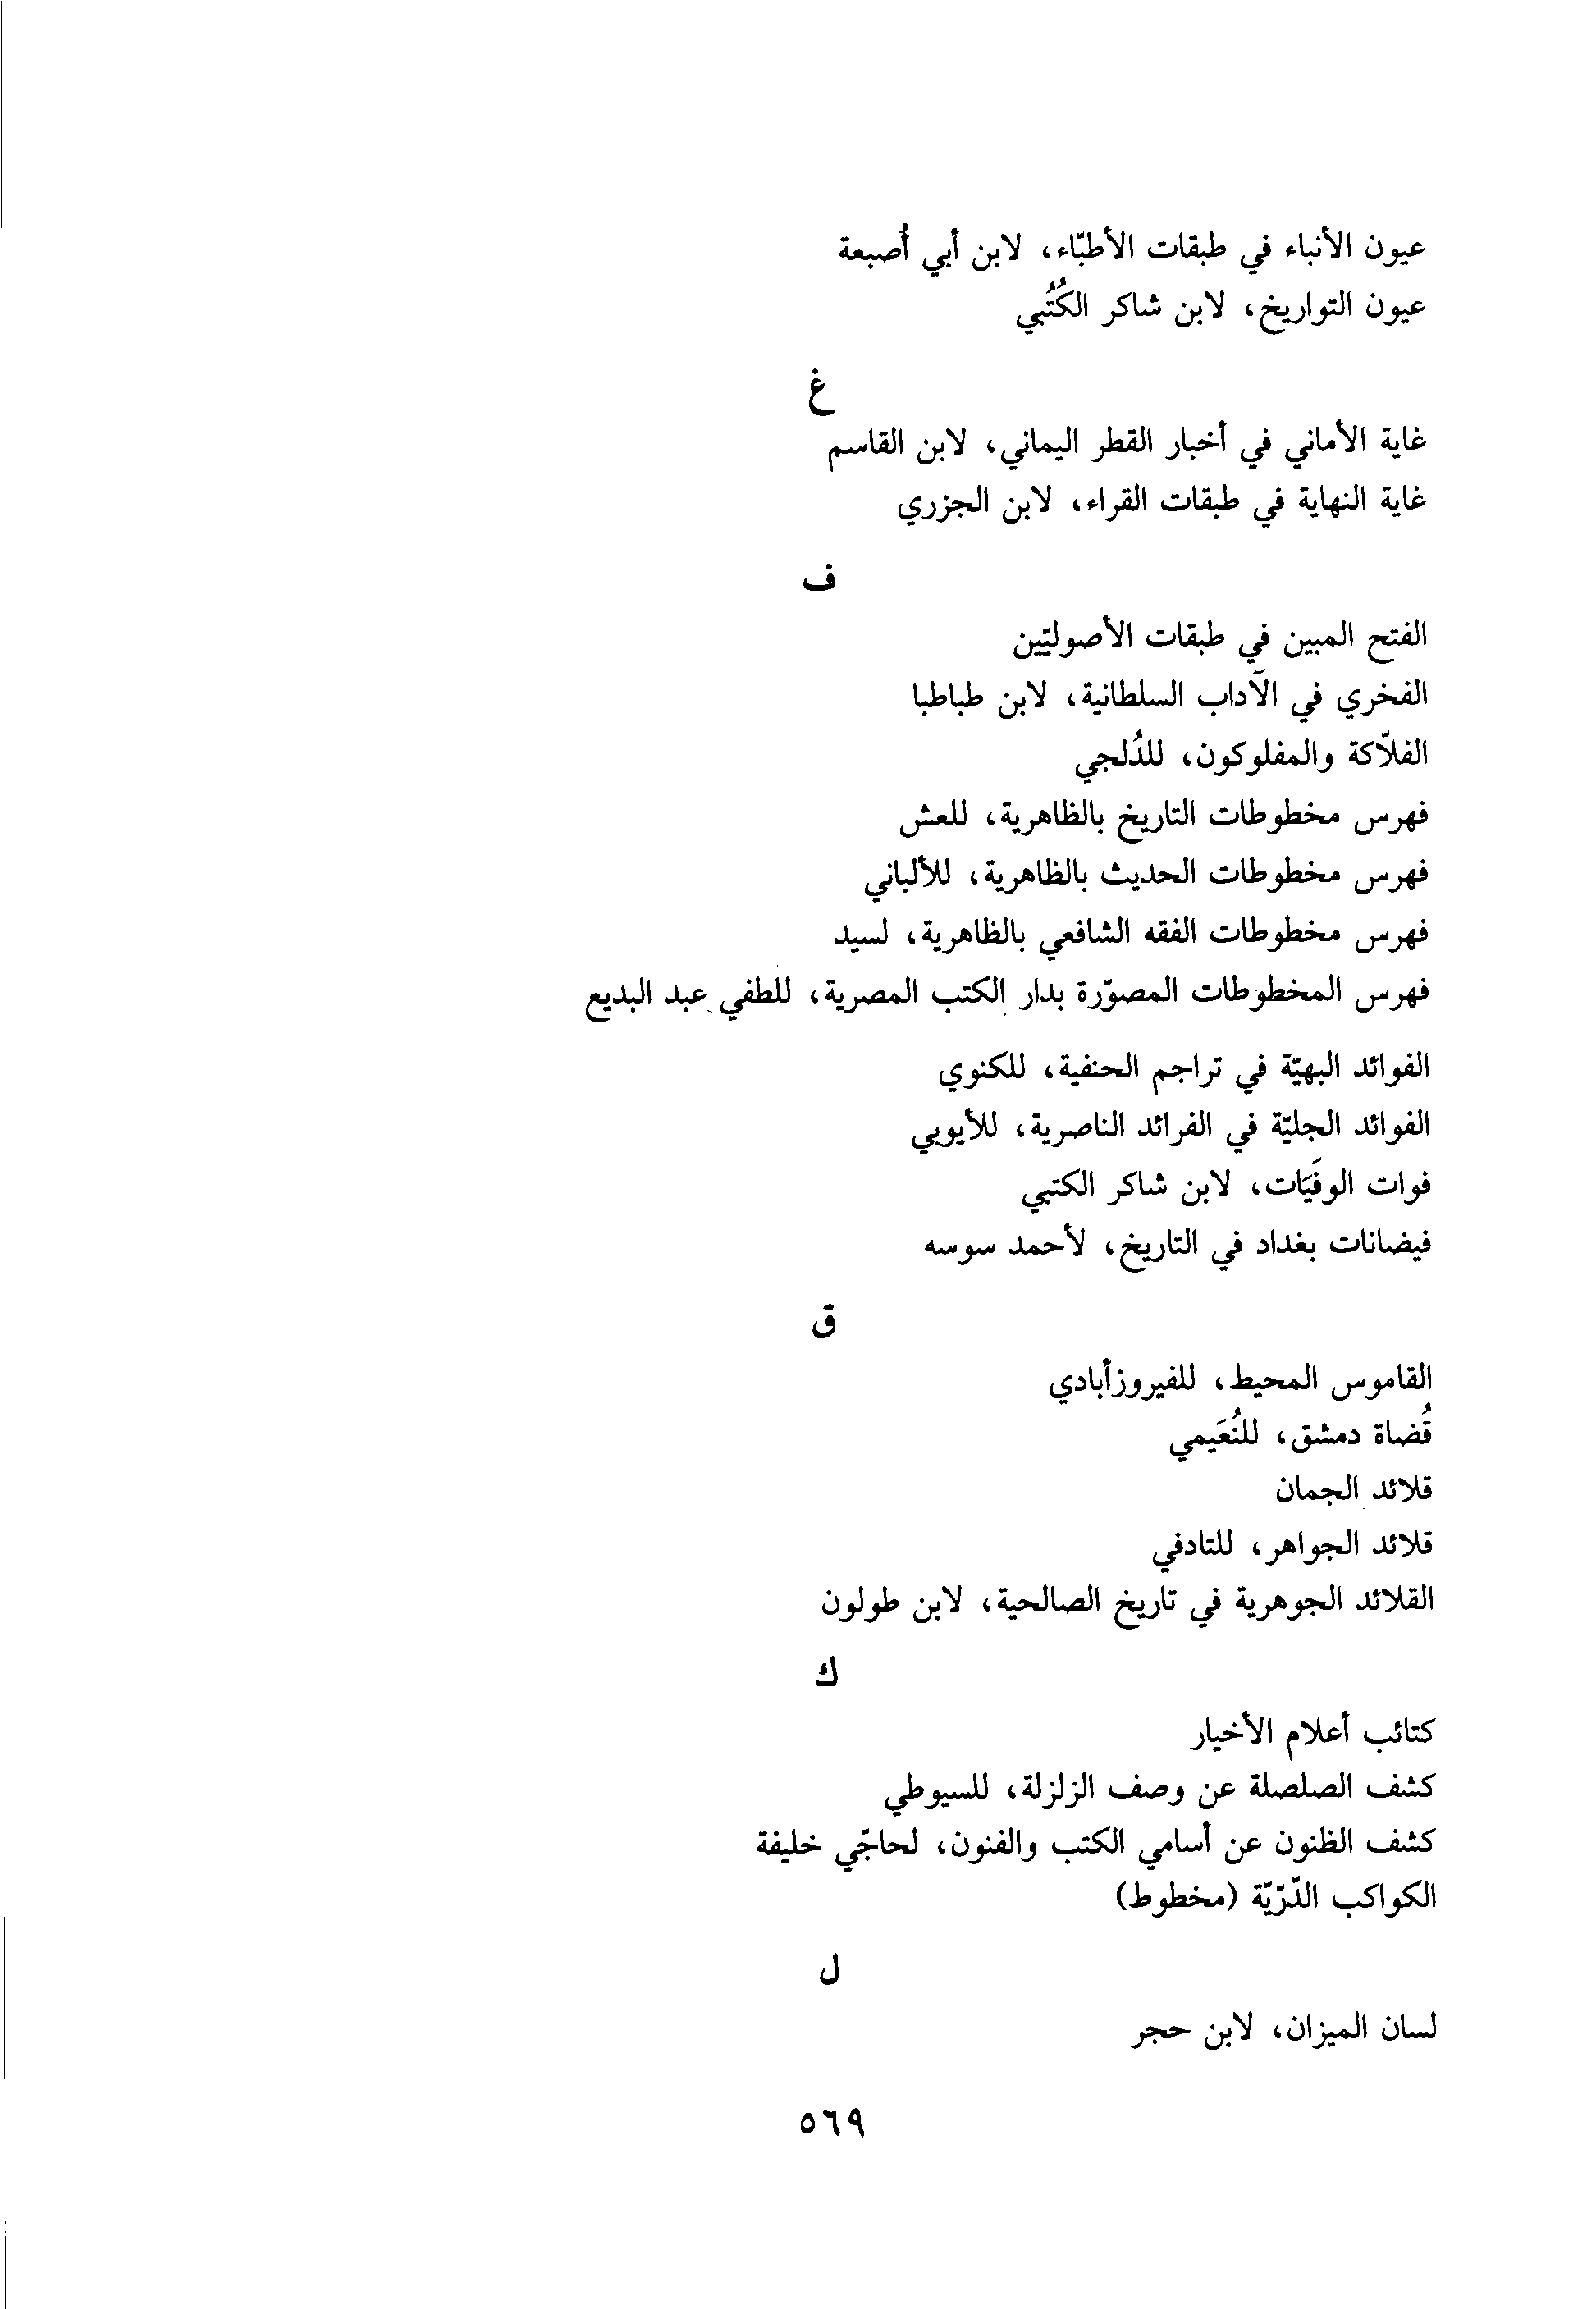 عيون الأنباء في طبقات الأطبّاء، لابن أبي أُصبعة
عيون التواريخ، لابن شاكر الكُتُبي
غ
غاية الأماني في أخبار القطر اليماني، لابن القاسم
غاية النهاية في طبقات القراء، لابن الجزري
ف
الفتح المبين في طبقات الأصوليّين
الفخري في الآداب السلطانية، لابن طباطبا
الفلاّكة والمفلوكون، للدُلجي
فهرس مخطوطات التاريخ بالظاهرية، للعش
فهرس مخطوطات الحديث بالظاهرية، للألباني
فهرس مخطوطات الفقه الشافعي بالظاهرية، لسيد
فهرس المخطوطات المصوّرة بدار الكتب المصرية، للطفي عبد البديع
الفوائد البهيّة في تراجم الحنفية، للكنوي
الفوائد الجليّة في الفرائد الناصرية، للأيوبي
فوات الوفَيَات، لابن شاكر الكتبي
فيضانات بغداد في التاريخ، لأحمد سوسه
ق
القاموس المحيط، للفيروزأبادي
قُضاة دمشق، للنُعَيمي
قلائد الجمان
قلائد الجواهر، للتادفي
القلائد الجوهرية في تاريخ الصالحية، لابن طولون
ك
كتائب أعلام الأخيار
كشف الصلصلة عن وصف الزلزلة، للسيوطي
كشف الظنون عن أسامي الكتب والفنون، لحاجّي خليفة
الكواكب الدّرّيّة (مخطوط)
ل
لسان الميزان، لابن حجر
٥٦٩